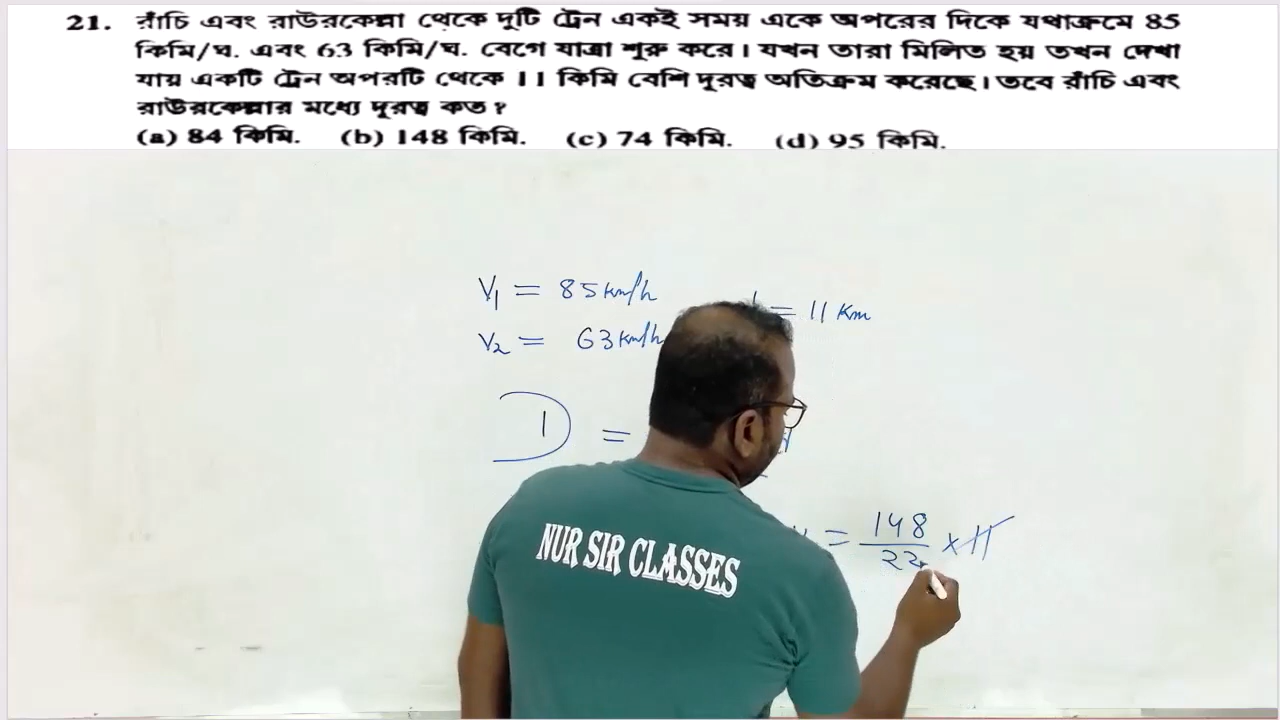 21. রাঁচি এবং রাউরকেল্লা থেকে দুটি ট্রেন একই সময় একে অপরের দিকে যথাক্রমে 85
কিমি/ঘ. এবং 63 কিমি/ঘ. বেগে যাত্রা শুরু করে। যখন তারা মিলিত হয় তখন দেখা
যায় একটি ট্রেন অপরটি থেকে 11 কিমি বেশি দূরত্ব অতিক্রম করেছে। তবে রাঁচি এবং
রাউরকেল্লার মধ্যে দূরত্ব কত?
(a) 84 কিমি. (b) 148 কিমি. (c) 74 কিমি. (d) 95 কিমি.
V₁ = 85 km/h
= 11 km
V₂ = 63 km/h
D =
= 148/22 × 11
NUR SIR CLASSES